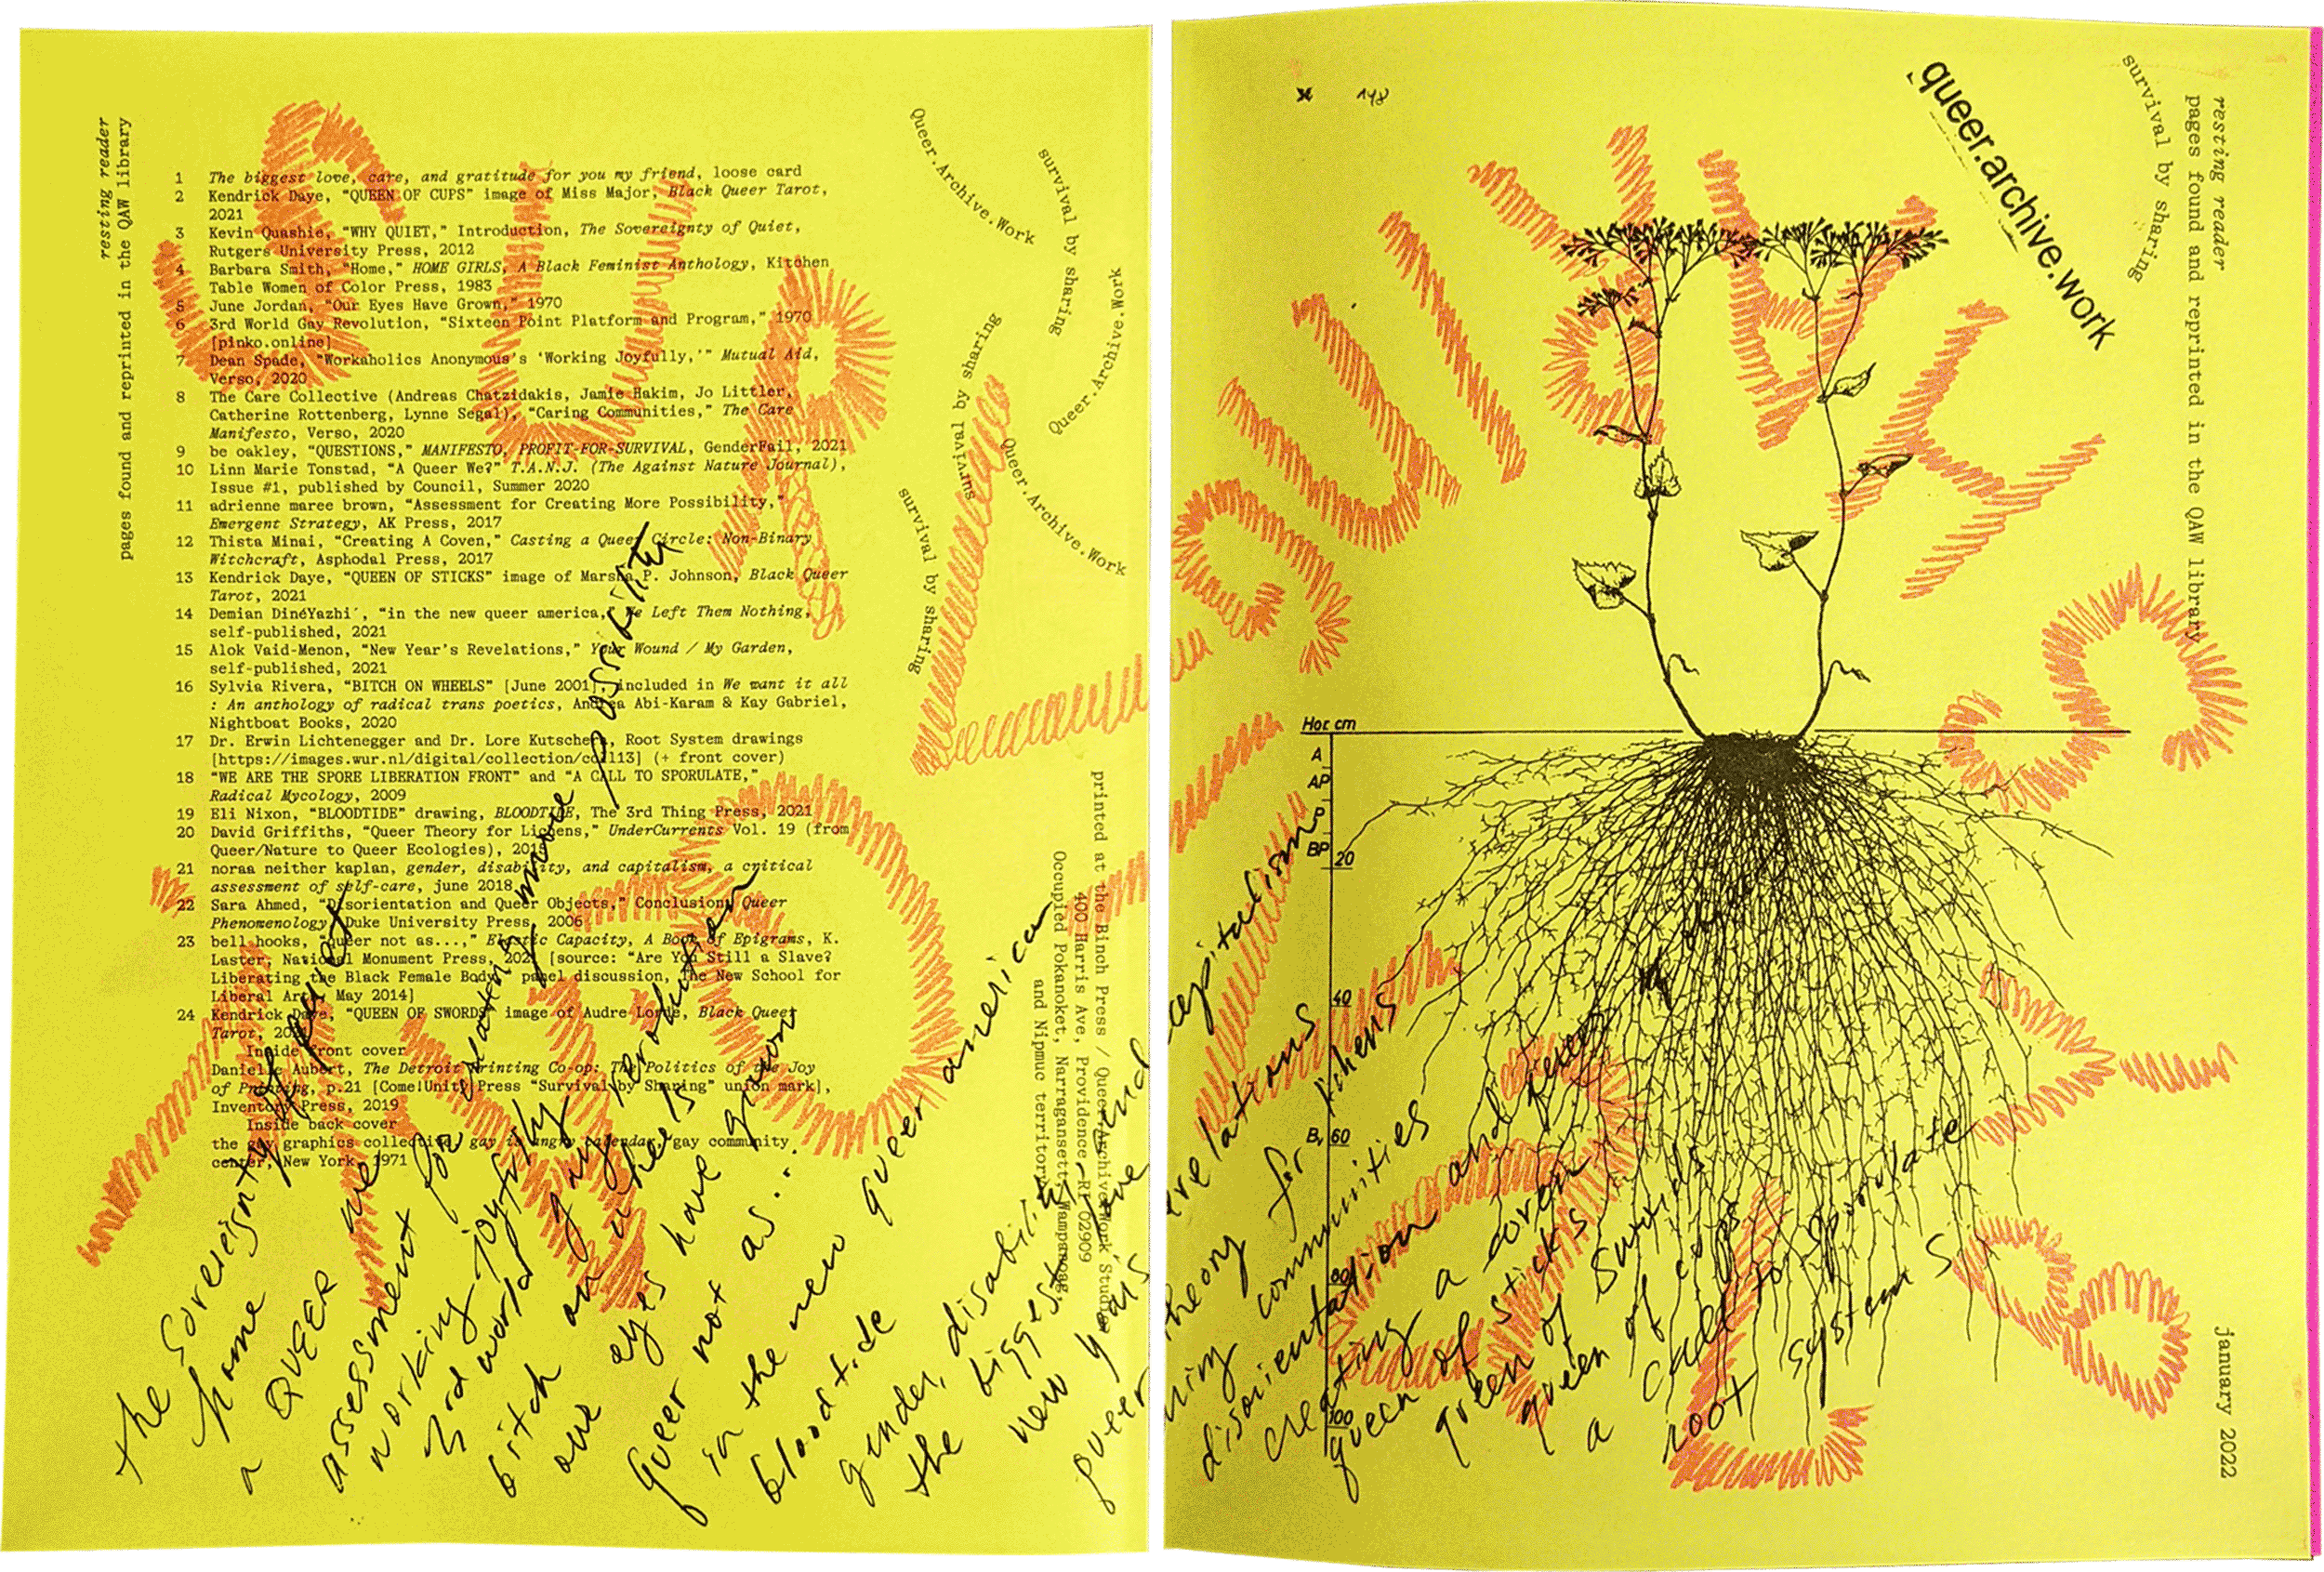 resting reader
pages found and reprinted in the QAW library
1 The biggest love, care, and gratitude for you my friend, loose card
2 Kendrick Daye, “QUEEN OF CUPS” image of Miss Major, Black Queer Tarot,
2021
3 Kevin Quashie, “WHY QUIET,” Introduction, The Sovereignty of Quiet,
Rutgers University Press, 2012
4 Barbara Smith, “Home,” HOME GIRLS, A Black Feminist Anthology, Kitchen
Table Women of Color Press, 1983
5 June Jordan, “Our Eyes Have Grown,” 1970
6 3rd World Gay Revolution, “Sixteen Point Platform and Program,” 1970
[pinko.online]
7 Dean Spade, “Workaholics Anonymous’s ‘Working Joyfully,’” Mutual Aid,
Verso, 2020
8 The Care Collective (Andreas Chatzidakis, Jamie Hakim, Jo Littler,
Catherine Rottenberg, Lynne Segal), “Caring Communities,” The Care
Manifesto, Verso, 2020
9 be oakley, “QUESTIONS,” MANIFESTO, PROFIT-FOR-SURVIVAL, GenderFail, 2021
10 Linn Marie Tonstad, “A Queer We?” T.A.N.J. (The Against Nature Journal),
Issue #1, published by Council, Summer 2020
11 adrienne maree brown, “Assessment for Creating More Possibility,”
Emergent Strategy, AK Press, 2017
12 Thista Minai, “Creating A Coven,” Casting a Queer Circle: Non-Binary
Witchcraft, Asphodal Press, 2017
13 Kendrick Daye, “QUEEN OF STICKS” image of Marsha P. Johnson, Black Queer
Tarot, 2021
14 Demian DinéYazhi´, “in the new queer america,” We Left Them Nothing,
self-published, 2021
15 Alok Vaid-Menon, “New Year’s Revelations,” Your Wound / My Garden,
self-published, 2021
16 Sylvia Rivera, “BITCH ON WHEELS” [June 2001], included in We want it all
: An anthology of radical trans poetics, Andrea Abi-Karam & Kay Gabriel,
Nightboat Books, 2020
17 Dr. Erwin Lichtenegger and Dr. Lore Kutschera, Root System drawings
[https://images.wur.nl/digital/collection/coll13] (+ front cover)
18 “WE ARE THE SPORE LIBERATION FRONT” and “A CALL TO SPORULATE,”
Radical Mycology, 2009
19 Eli Nixon, “BLOODTIDE” drawing, BLOODTIDE, The 3rd Thing Press, 2021
20 David Griffiths, “Queer Theory for Lichens,” UnderCurrents Vol. 19 (from
Queer/Nature to Queer Ecologies), 2015
21 noraa neither kaplan, gender, disability, and capitalism, a critical
assessment of self-care, june 2018
22 Sara Ahmed, “Disorientation and Queer Objects,” Conclusion, Queer
Phenomenology, Duke University Press, 2006
23 bell hooks, “queer not as...,” Elliptic Capacity, A Book of Epigrams, K.
Laster, National Monument Press, 2021 [source: “Are You Still a Slave?
Liberating the Black Female Body,” panel discussion, The New School for
Liberal Arts, May 2014]
24 Kendrick Daye, “QUEEN OF SWORDS” image of Audre Lorde, Black Queer
Tarot, 2021
Inside front cover
Danielle Aubert, The Detroit Printing Co-op: The Politics of the Joy
of Printing, p.21 [Come!Unity Press “Survival by Sharing” union mark],
Inventory Press, 2019
Inside back cover
the gay graphics collective, gay is angry calendar, gay community
center, New York, 1971
Queer.Archive.Work
survival by sharing
Queer.Archive.Work
survival by sharing
Queer.Archive.Work
survival by sharing
printed at the Binch Press / Queer.Archive.Work Studios
400 Harris Ave, Providence, RI 02909
Occupied Pokanoket, Narragansett, Wampanoag
and Nipmuc territory
the sovereignty of quiet
home
a QUEER we
assessment for creating more possibility
working joyfully
3rd world gay revolution
bitch on wheels
our eyes have grown
queer not as..
in the new queer america
bloodtide
gender, disability and capitalism
the biggest love
new years revelations
queer theory for lichens
caring communities
disorientation and queer
creating a coven
queen of sticks
queen of swords
queen of cups
a call to sporulate
root systems
148
queer.archive.work
survival by sharing
resting reader
pages found and reprinted in the QAW library
january 2022
Hor. cm
A
AP
P
BP 20
40
Bv 60
80
100